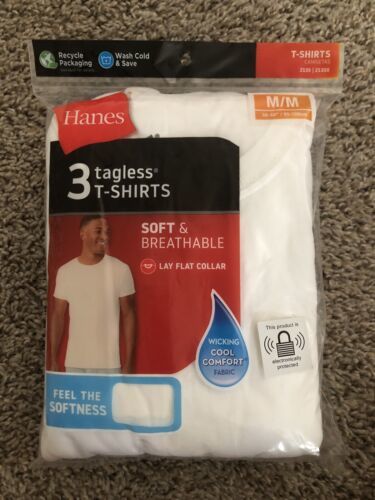 Recycle
Packaging
Wash Cold
& Save
T-SHIRTS
CAMISETAS
Hanes
M/M
3 tagless®
T-SHIRTS
SOFT &
BREATHABLE
LAY FLAT COLLAR
WICKING
COOL
COMFORT
FABRIC
This product is
electronically
protected
FEEL THE
SOFTNESS